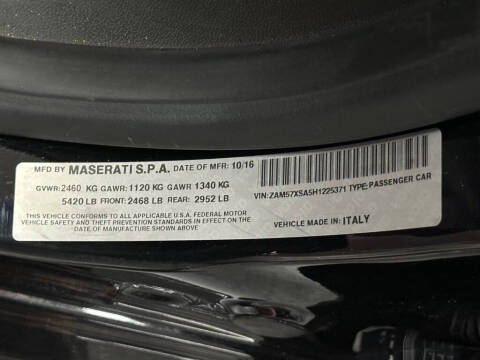 MFD BY MASERATI S.P.A. DATE OF MFR: 10/16
GVWR: 2460 KG GAWR: 1120 KG GAWR 1340 KG
5420 LB FRONT: 2468 LB REAR: 2952 LB
THIS VEHICLE CONFORMS TO ALL APPLICABLE U.S.A. FEDERAL MOTOR
VEHICLE SAFETY AND THEFT PREVENTION STANDARDS IN EFFECT ON THE
DATE OF MANUFACTURE SHOWN ABOVE
VIN: ZAM57XSA5H1225371 TYPE: PASSENGER CAR
MADE IN: ITALY